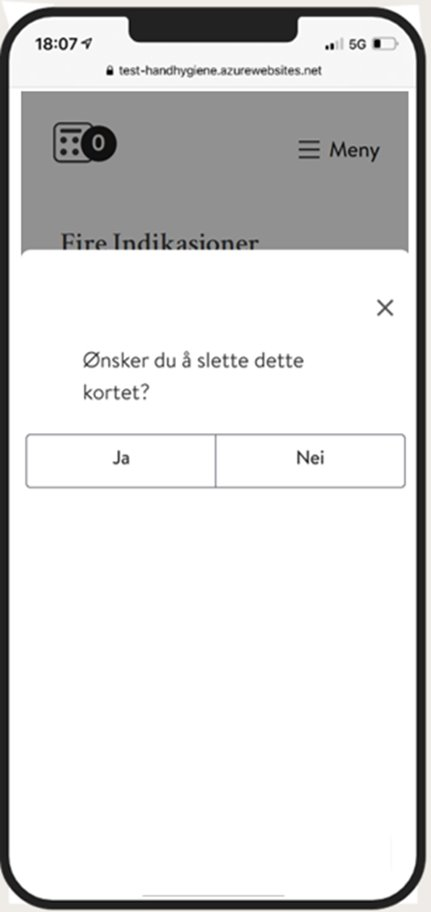 18:07 5G
test-handhygiene.azurewebsites.net
0 Meny
Fire Indikasjoner
Ønsker du å slette dette
kortet?
Ja Nei